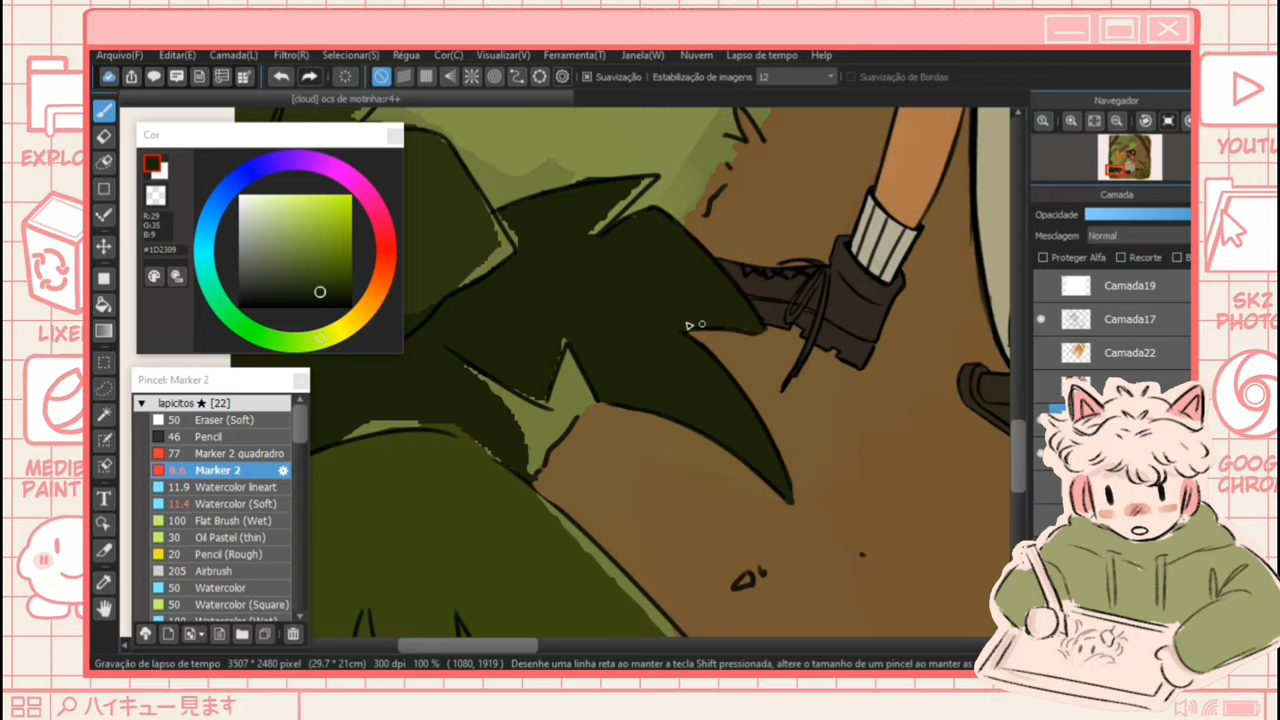 Arquivo(F) Editar(E) Camada(L) Filtro(R) Selecionar(S) Régua Cor(C) Visualizar(V) Ferramenta(T) Janela(W) Nuvem Lapso de tempo Help
Suavização Estabilização de imagens 12 Suavização de Bordas
[cloud] ocs de motinha:r4+
Navegador
Cor
R:29
G:35
B:9
#1D2309
Camada
Opacidade
Mesclagem Normal
Proteger Alfa Recorte B
Camada19
Camada17
Camada22
Pincel: Marker 2
lapicitos ★ [22]
50 Eraser (Soft)
46 Pencil
77 Marker 2 quadrado
8.6 Marker 2
11.9 Watercolor lineart
11.4 Watercolor (Soft)
100 Flat Brush (Wet)
30 Oil Pastel (thin)
20 Pencil (Rough)
205 Airbrush
50 Watercolor
50 Watercolor (Square)
100 Watercolor (Wet)
Gravação de lapso de tempo 3507 * 2480 pixel (29.7 * 21cm) 300 dpi 100 % ( 1080, 1919 ) Desenhe uma linha reta ao manter a tecla Shift pressionada, altere o tamanho de um pincel ao manter as
EXPLO
LIXE
MEDIE
PAINT
YOUTU
SK2
PHOTO
GOOG
CHRO
ハイキュー見ます